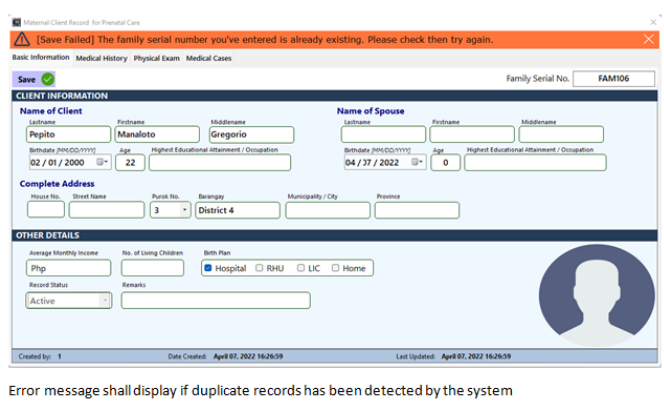 Maternal Client Record for Prenatal Care
[Save Failed] The family serial number you've entered is already existing. Please check then try again.
Basic Information Medical History Physical Exam Medical Cases
Save Family Serial No. FAM106
CLIENT INFORMATION
Name of Client Name of Spouse
Lastname Firstname Middlename Lastname Firstname Middlename
Pepito Manaloto Gregorio
Birthdate [MM/DD/YYYY] Age Highest Educational Attainment / Occupation Birthdate [MM/DD/YYYY] Age Highest Educational Attainment / Occupation
02 / 01 / 2000 22 04 / 37 / 2022 0
Complete Address
House No. Street Name Purok No. Barangay Municipality / City Province
3 District 4
OTHER DETAILS
Average Monthly Income No. of Living Children Birth Plan
Php Hospital RHU LIC Home
Record Status Remarks
Active
Created by: 1 Date Created: April 07, 2022 16:26:59 Last Updated: April 07, 2022 16:26:59
Error message shall display if duplicate records has been detected by the system